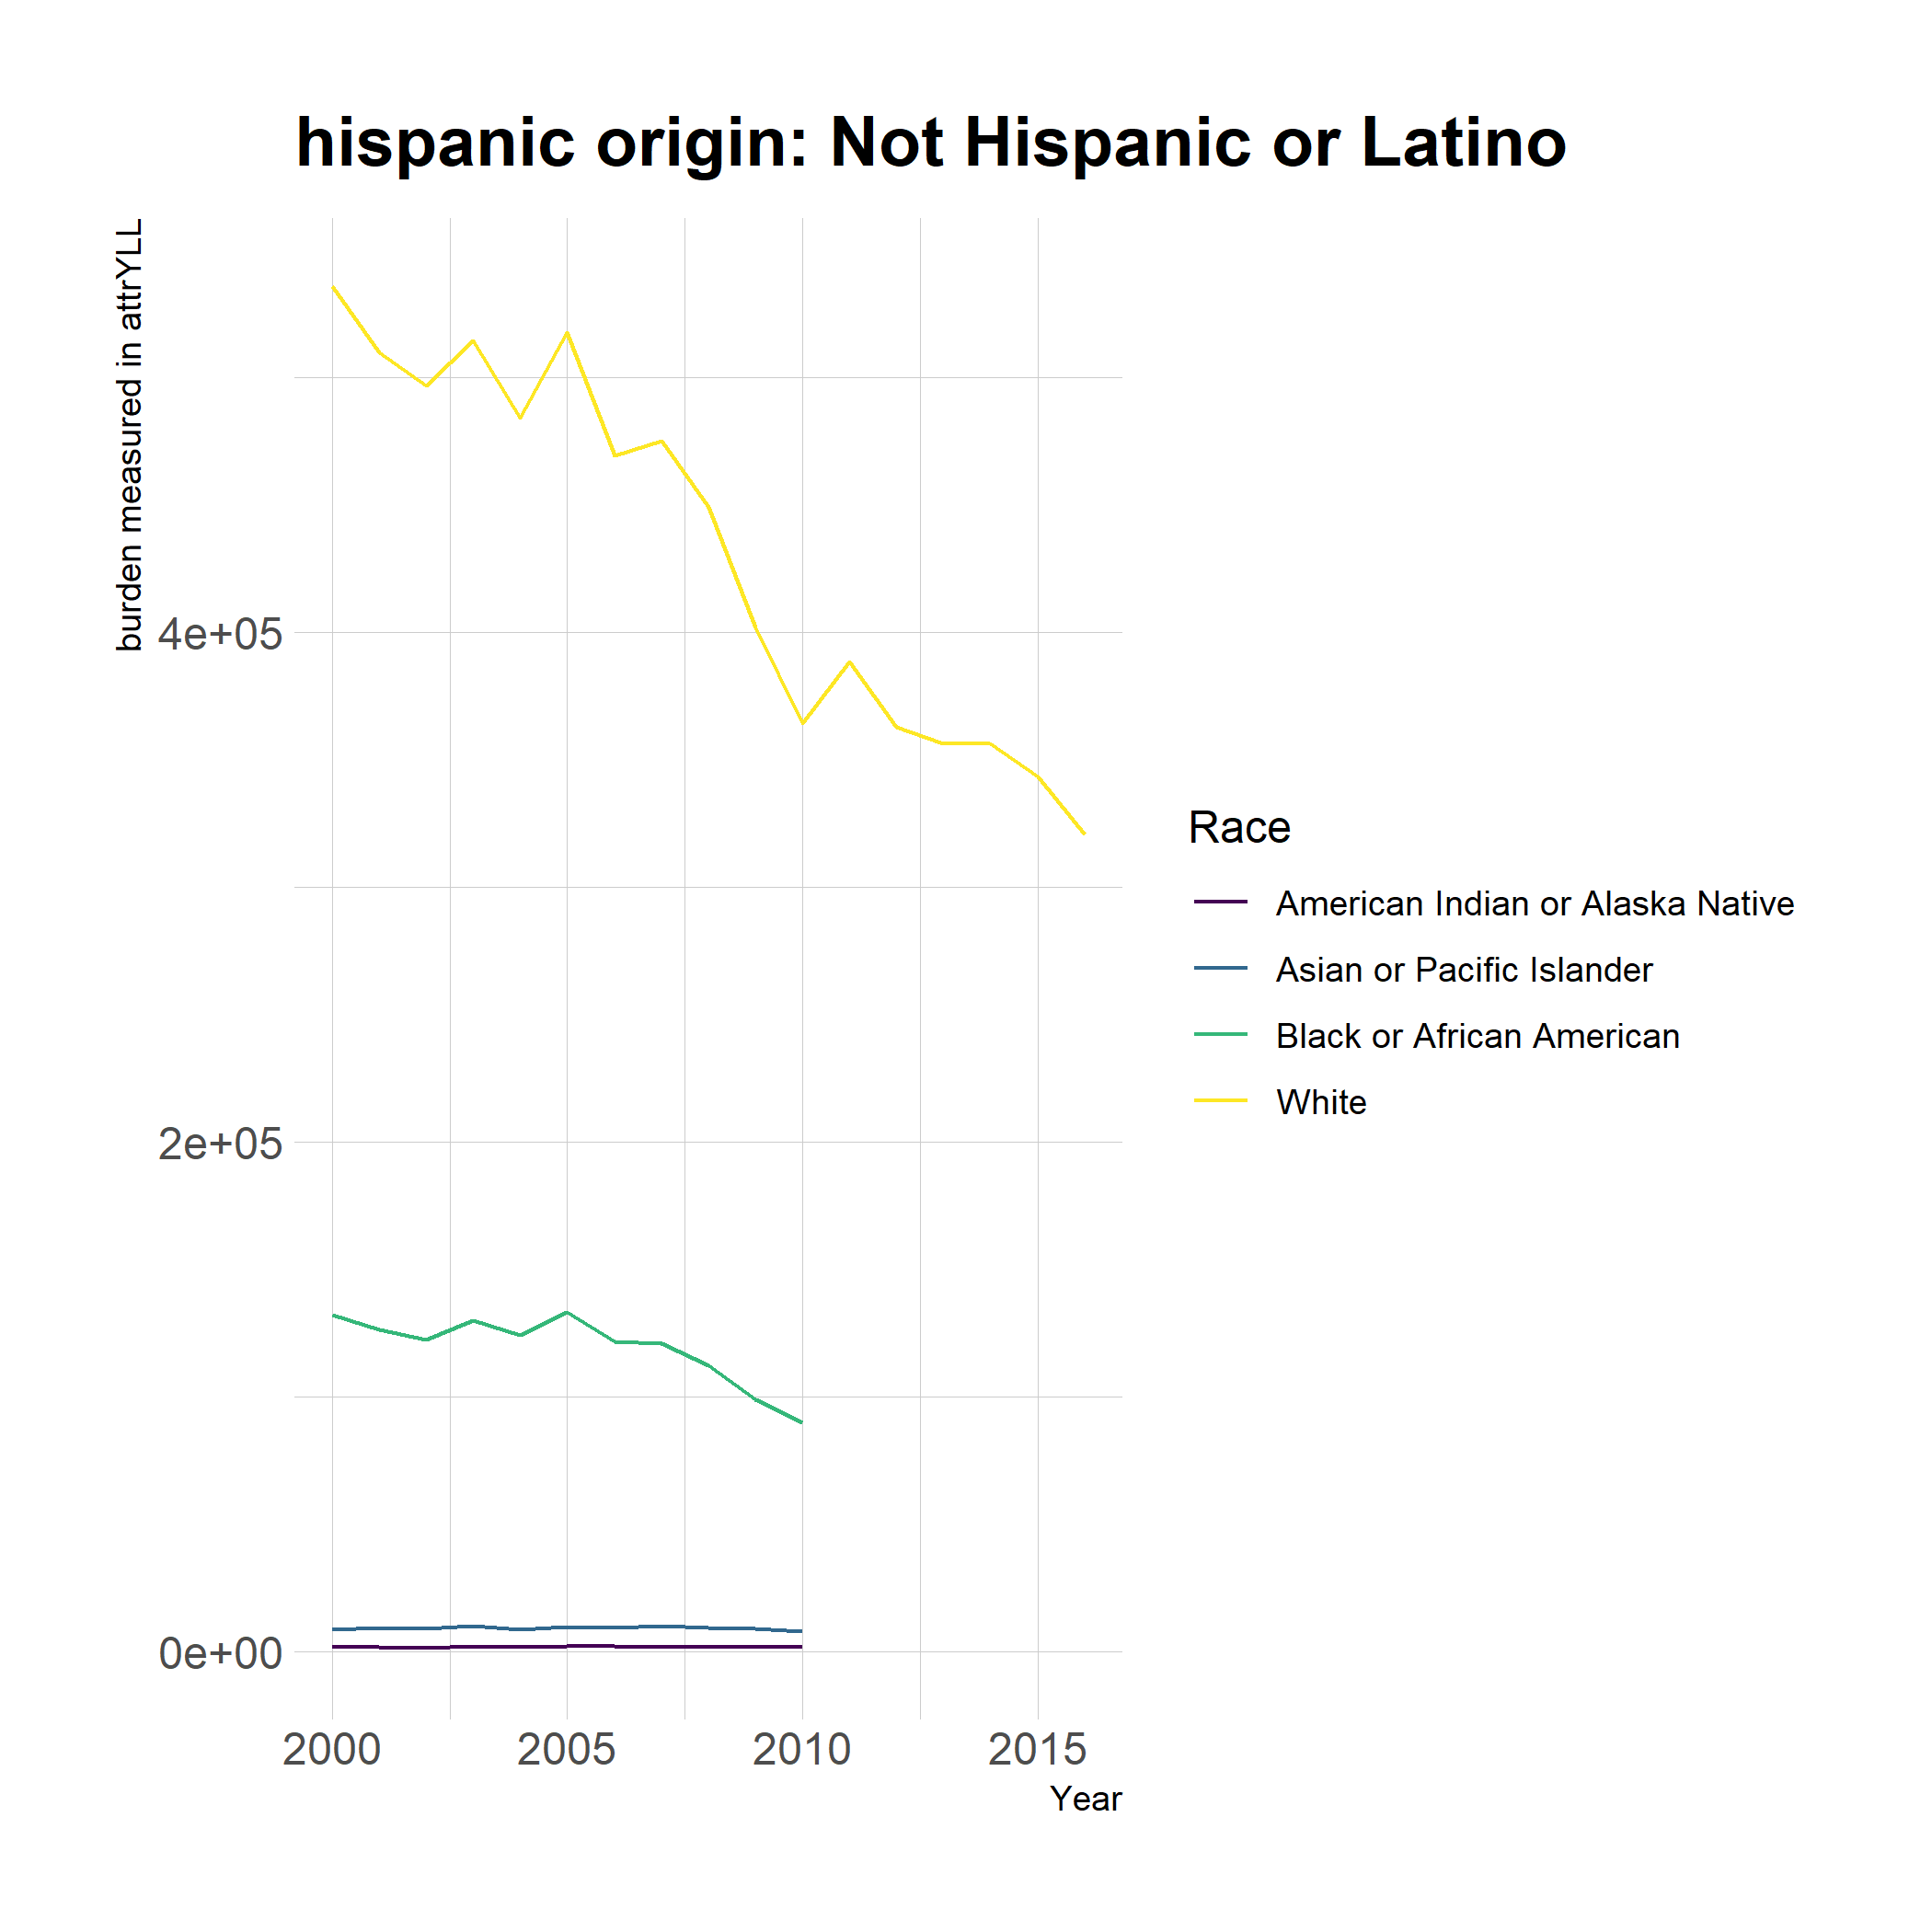 hispanic origin: Not Hispanic or Latino
burden measured in attrYLL
4e+05
2e+05
0e+00
2000 2005 2010 2015
Year
Race
American Indian or Alaska Native
Asian or Pacific Islander
Black or African American
White